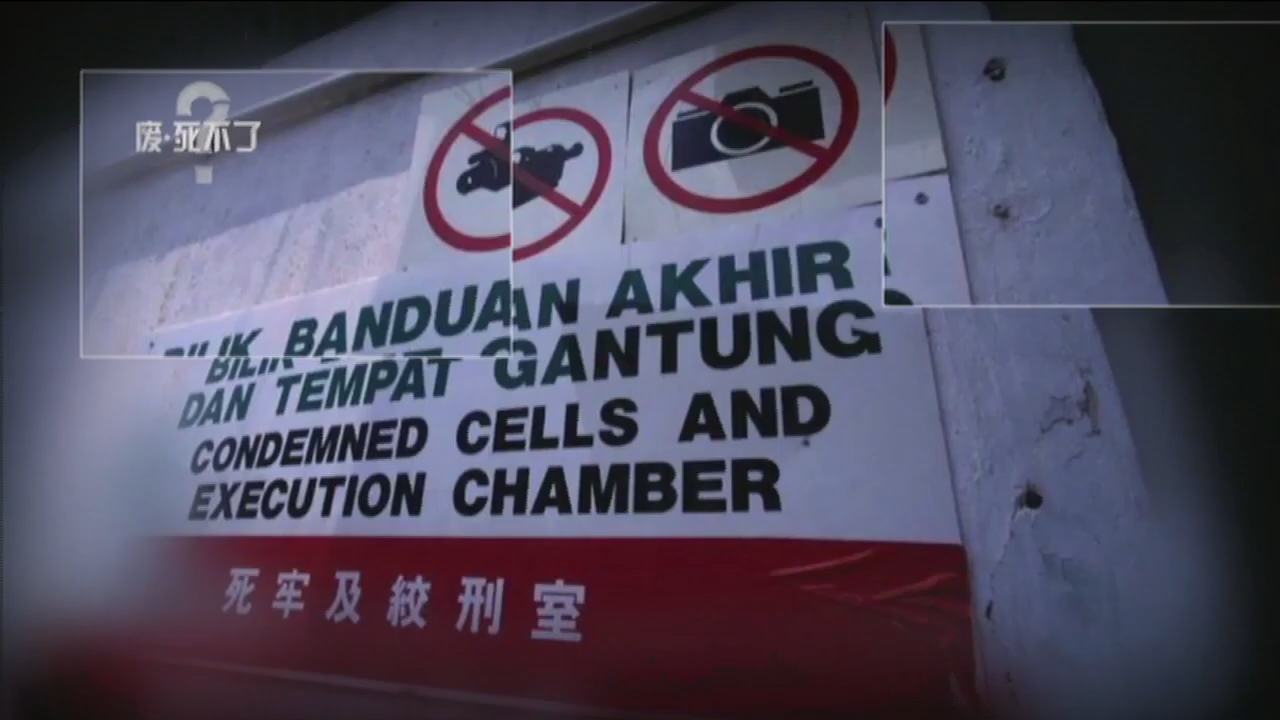 废·死不了
?
BILIK BANDUAN AKHIR
DAN TEMPAT GANTUNG
CONDEMNED CELLS AND
EXECUTION CHAMBER
死牢及絞刑室